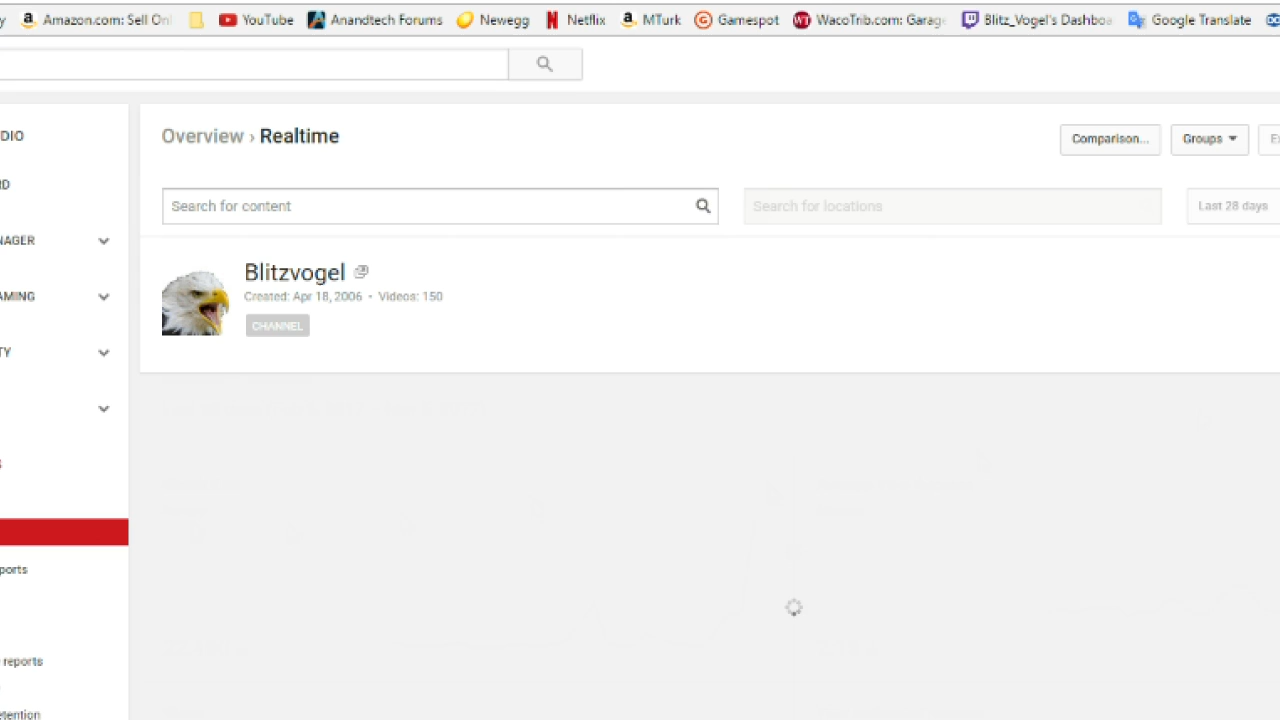 Amazon.com: Sell Onl YouTube Anandtech Forums Newegg Netflix MTurk Gamespot WacoTrib.com: Garag Blitz_Vogel's Dashboa Google Translate
DIO
Overview › Realtime
Comparison...
Groups
RD
Search for content
Search for locations
Last 28 days
NAGER
Blitzvogel
AMING
Created: Apr 18, 2006 • Videos: 150
CHANNEL
TY
ports
reports
etention